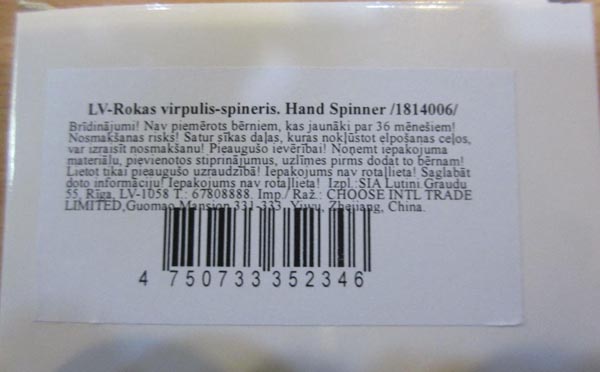 LV-Rokas virpulis-spineris. Hand Spinner /1814006/
Brīdinājumi! Nav piemērots bērniem, kas jaunāki par 36 mēnešiem!
Nosmakšanas risks! Satur sīkas daļas, kuras nokļūstot elpošanas ceļos,
var izraisīt nosmakšanu! Pieaugušo ievērībai! Noņemt iepakojuma
materiālu, pievienotos stiprinājumus, uzlīmes pirms dodat to bērnam!
Lietot tikai pieaugušo uzraudzībā! Iepakojums nav rotaļlieta! Saglabāt
doto informāciju! Iepakojums nav rotaļlieta! Izpl.:SIA Lutiņi Graudu
55, Rīga, LV-1058 T.: 67808888 Imp./ Raž.: CHOOSE INTL TRADE
LIMITED,Guomao Mansion 331-333, Yiwu, Zhejiang, China.
4 750733 352346